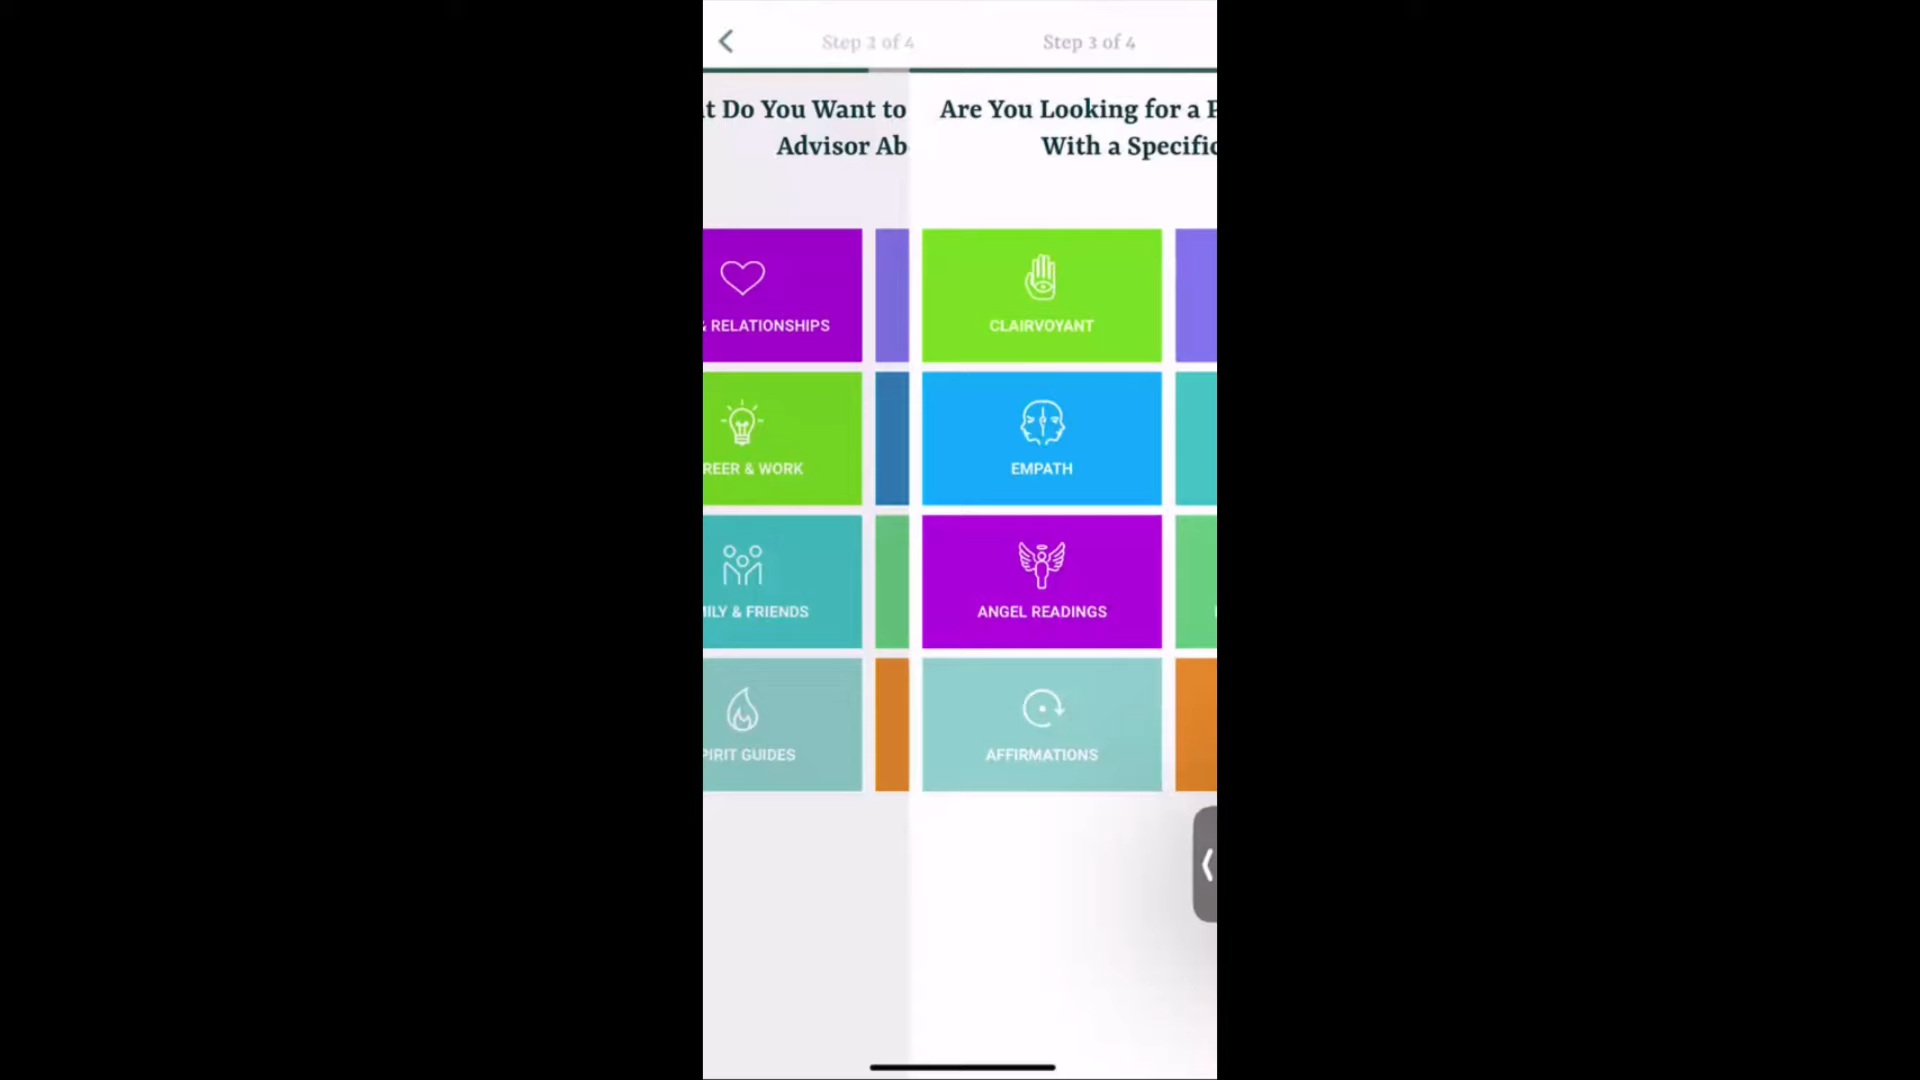 Step 2 of 4
Step 3 of 4
t Do You Want to
Advisor Ab
Are You Looking for a
With a Specific
& RELATIONSHIPS
REER & WORK
ILY & FRIENDS
PIRIT GUIDES
CLAIRVOYANT
EMPATH
ANGEL READINGS
AFFIRMATIONS